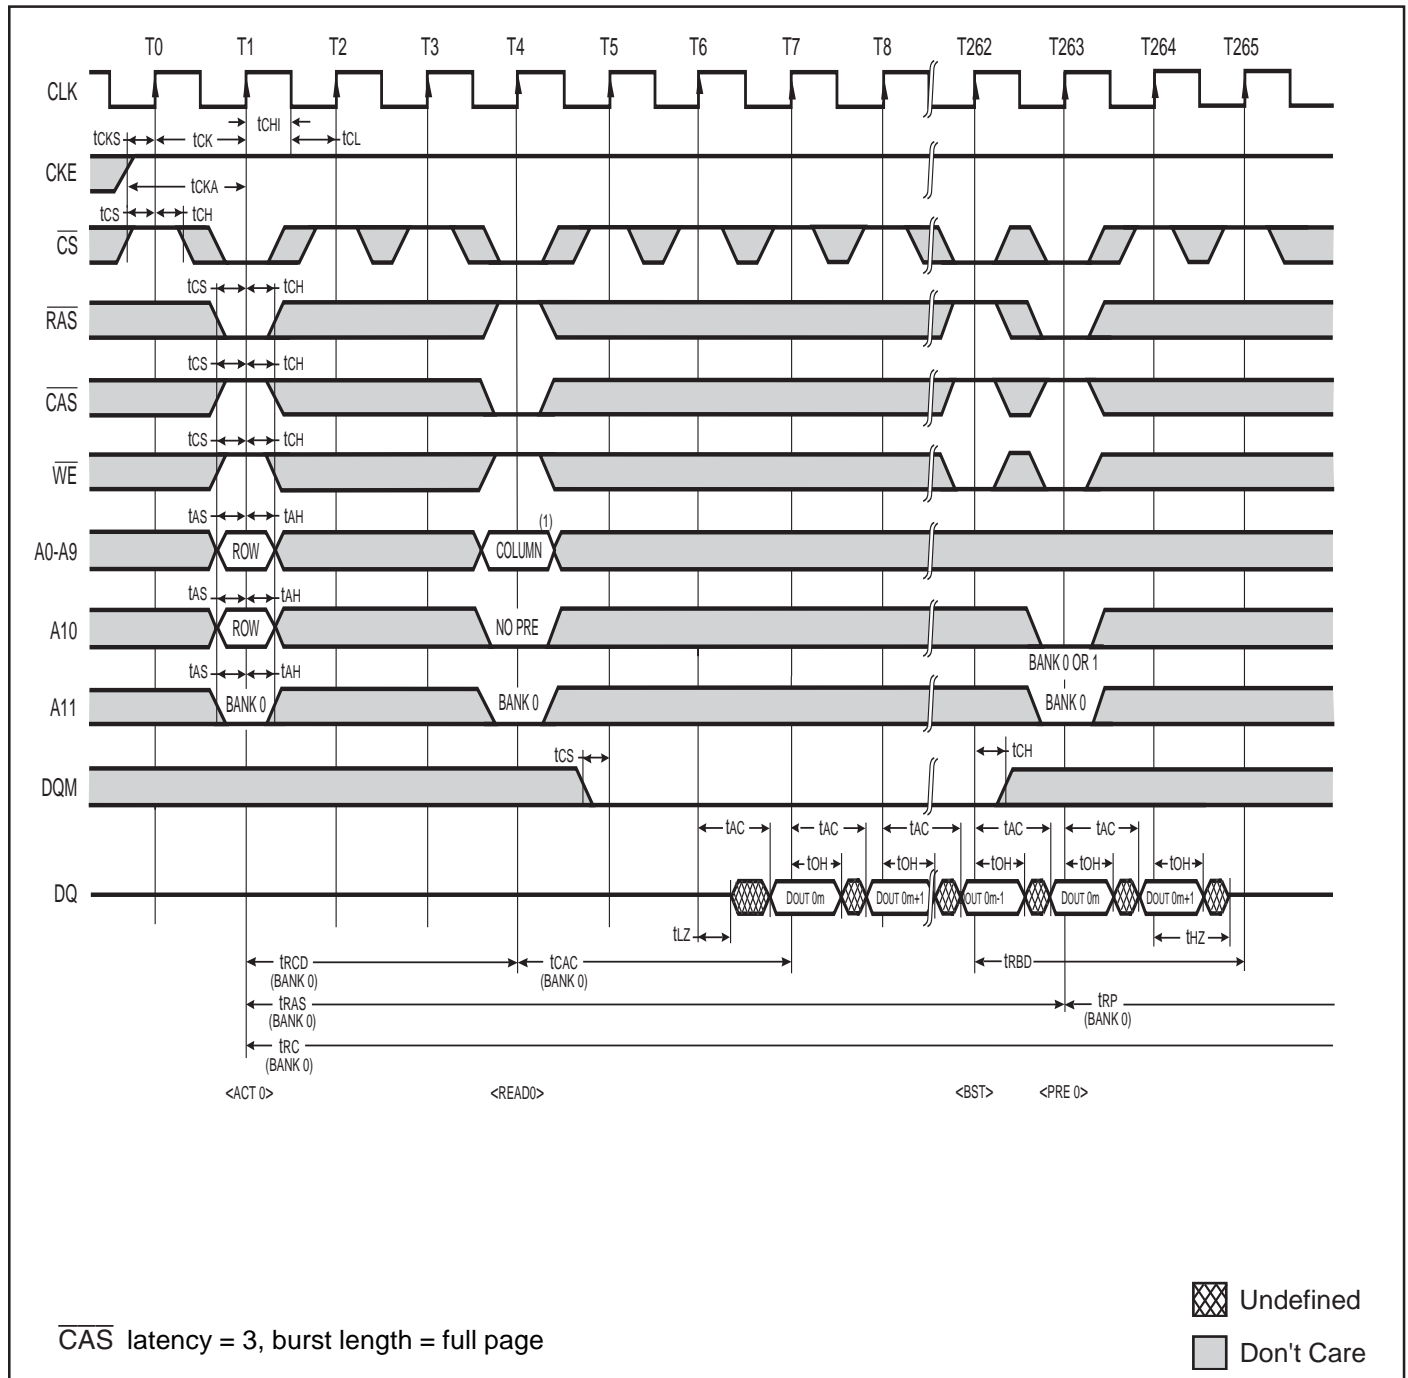 T0 T1 T2 T3 T4 T5 T6 T7 T8 T262 T263 T264 T265
CLK
tCHI
tCKS tCK tCL
CKE
tCKA
tCS tCH
CS
tCS tCH
RAS
tCS tCH
CAS
tCS tCH
WE
tAS tAH (1)
A0-A9 ROW COLUMN
tAS tAH
A10 ROW NO PRE
BANK 0 OR 1
tAS tAH
A11 BANK 0 BANK 0 BANK 0
tCS tCH
DQM
tAC tAC tAC tAC tAC
tOH tOH tOH tOH tOH
DQ DOUT 0m DOUT 0m+1 OUT 0m-1 DOUT 0m DOUT 0m+1
tLZ tHZ
tRCD tCAC tRBD
(BANK 0) (BANK 0)
tRAS tRP
(BANK 0) (BANK 0)
tRC
(BANK 0)
<ACT 0> <READ0> <BST> <PRE 0>
Undefined
CAS latency = 3, burst length = full page
Don't Care